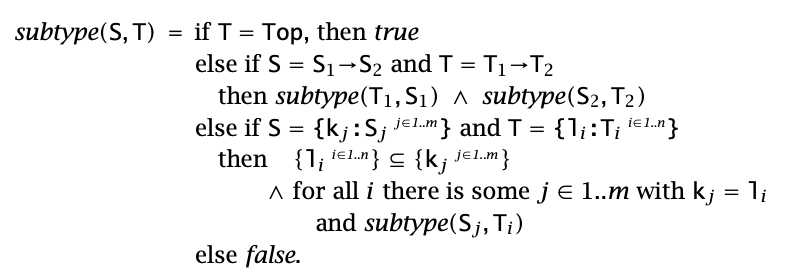 subtype(S,T) = if T = Top, then true
else if S = S₁→S₂ and T = T₁→T₂
then subtype(T₁,S₁) ∧ subtype(S₂,T₂)
else if S = {kⱼ:Sⱼ ʲ∈¹··ᵐ} and T = {lᵢ:Tᵢ ⁱ∈¹··ⁿ}
then {lᵢ ⁱ∈¹··ⁿ} ⊆ {kⱼ ʲ∈¹··ᵐ}
∧ for all i there is some j ∈ 1..m with kⱼ = lᵢ
and subtype(Sⱼ,Tᵢ)
else false.